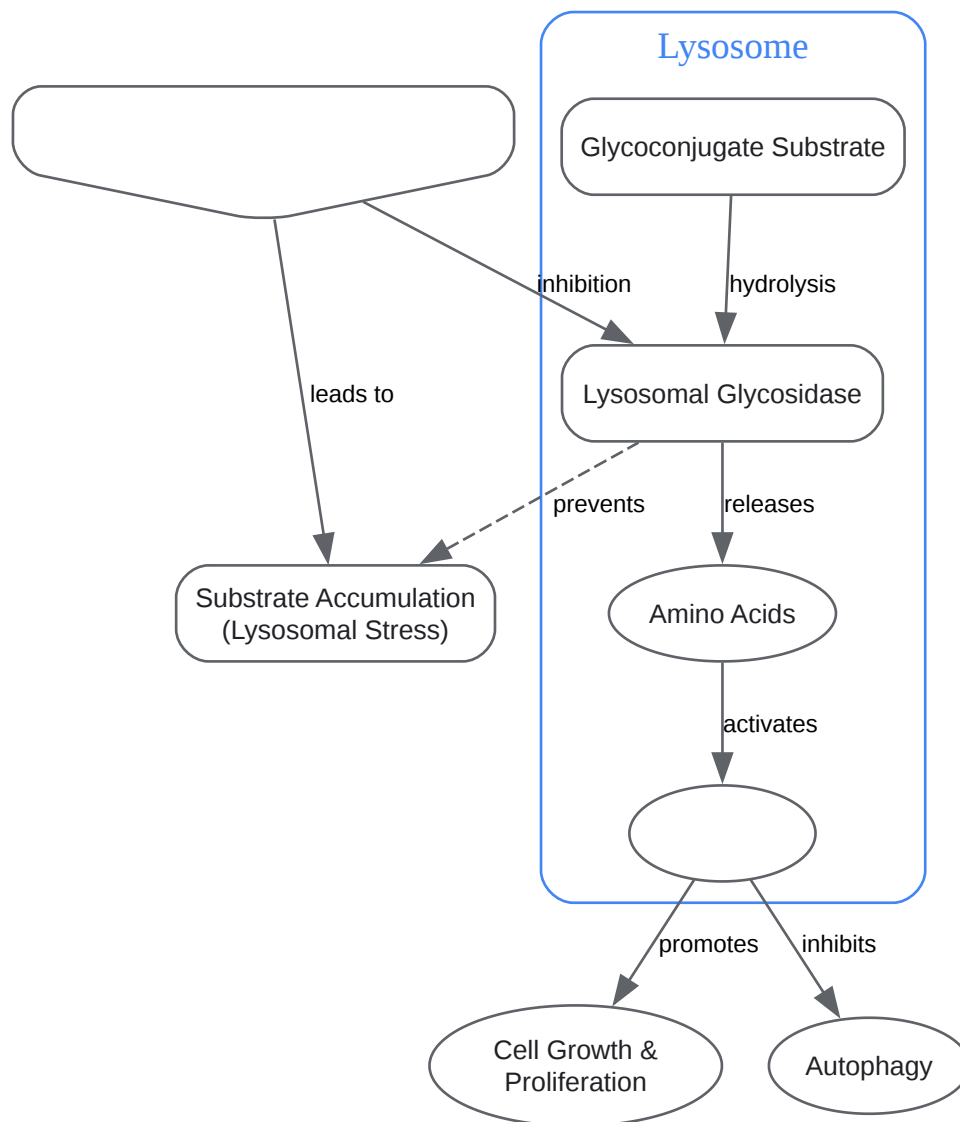 Lysosome
Glycoconjugate Substrate
inhibition
hydrolysis
leads to
Lysosomal Glycosidase
prevents
releases
Substrate Accumulation
(Lysosomal Stress)
Amino Acids
activates
promotes
inhibits
Cell Growth &
Proliferation
Autophagy